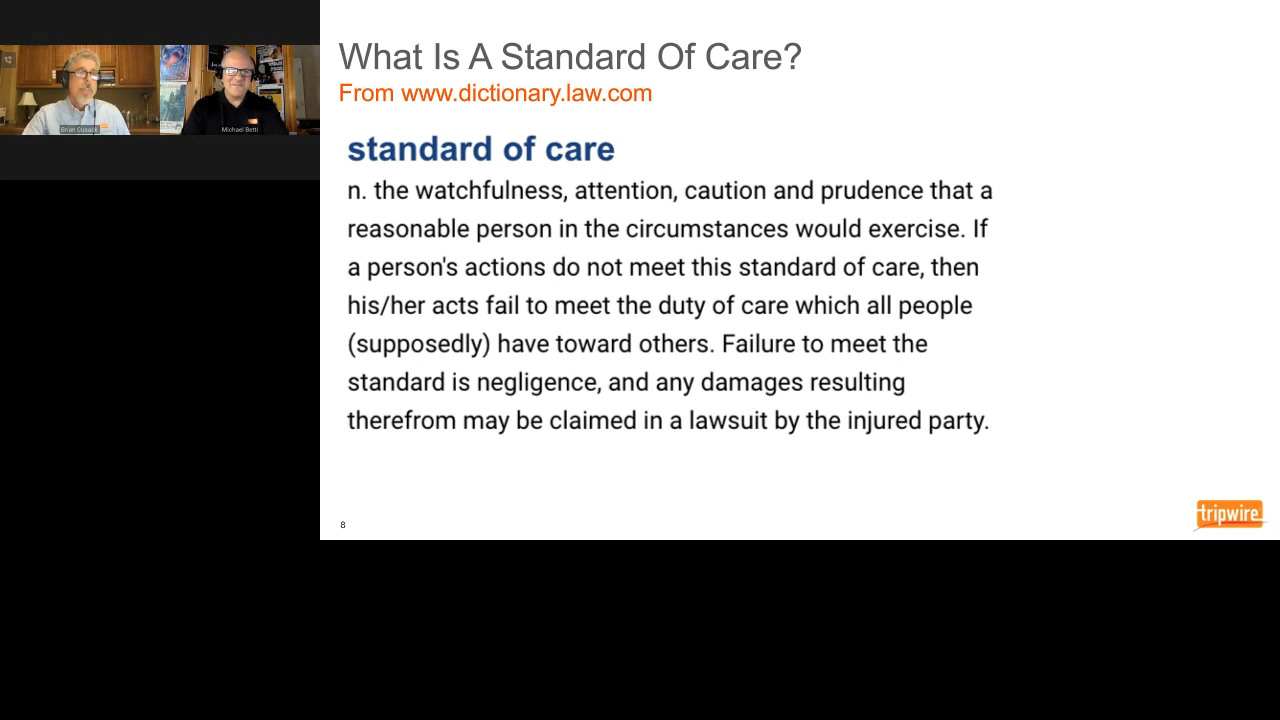 Brian Cusack
Michael Betti
What Is A Standard Of Care?
From www.dictionary.law.com
standard of care
n. the watchfulness, attention, caution and prudence that a
reasonable person in the circumstances would exercise. If
a person's actions do not meet this standard of care, then
his/her acts fail to meet the duty of care which all people
(supposedly) have toward others. Failure to meet the
standard is negligence, and any damages resulting
therefrom may be claimed in a lawsuit by the injured party.
8
tripwire